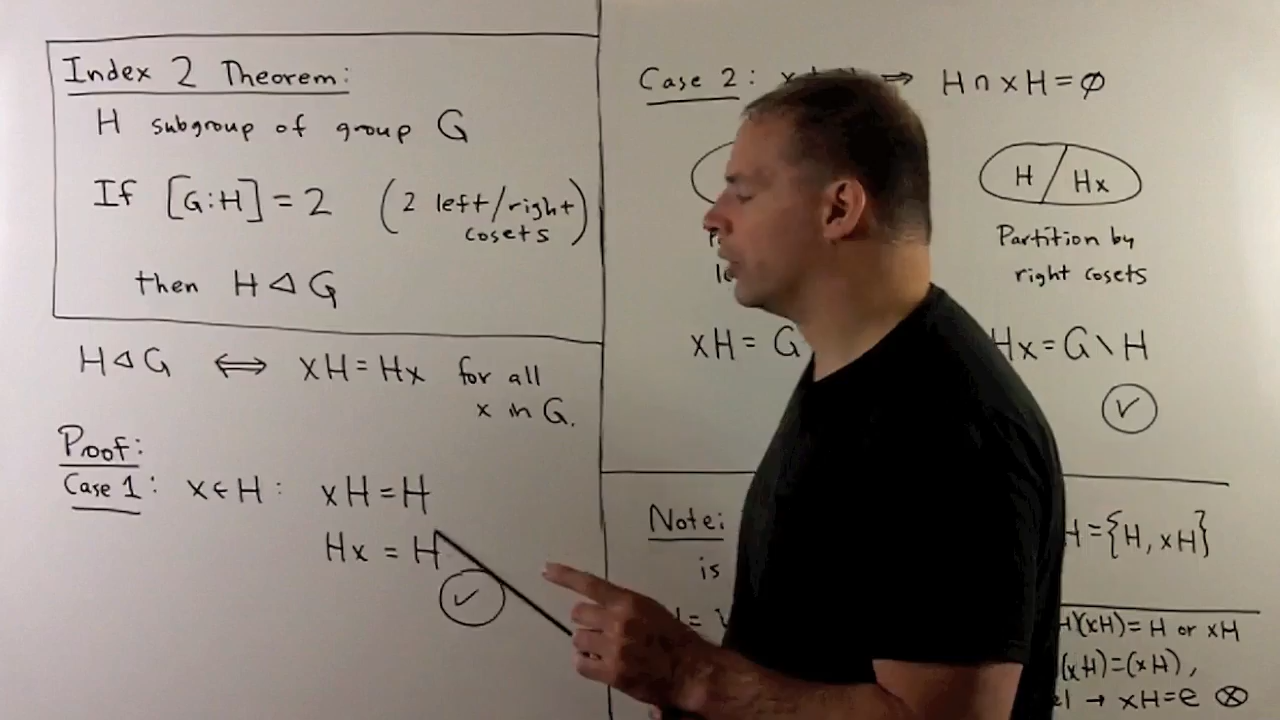 Index 2 Theorem:
H subgroup of group G
If [G:H] = 2 (2 left/right cosets)
then H ◁ G
H ◁ G ⟺ xH = Hx for all
x in G.
Proof:
Case 1: x ∈ H: xH = H
Hx = H
✓
Case 2: ⇒ H ∩ xH = ∅
H / Hx
Partition by
right cosets
xH = G
Hx = G \ H
✓
Note: H = {H, xH}
is
H)(xH) = H or xH
(xH) = (xH),
→ xH = e ⊗